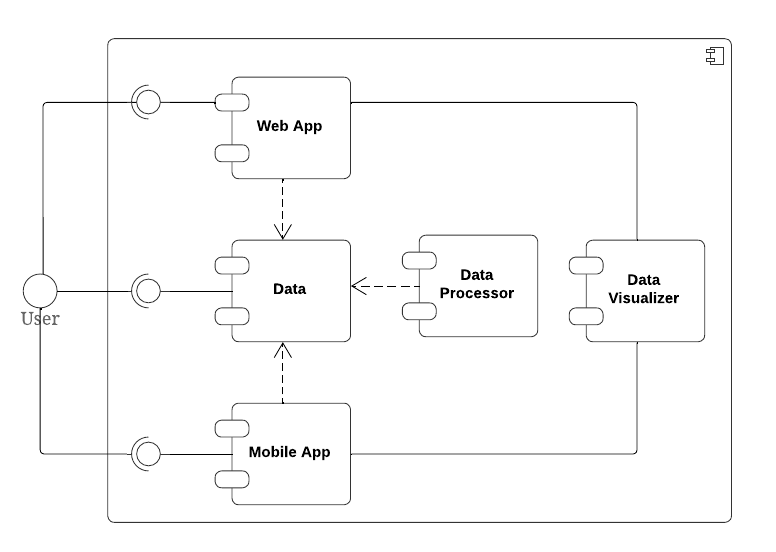 Web App
User
Data
Data
Processor
Data
Visualizer
Mobile App